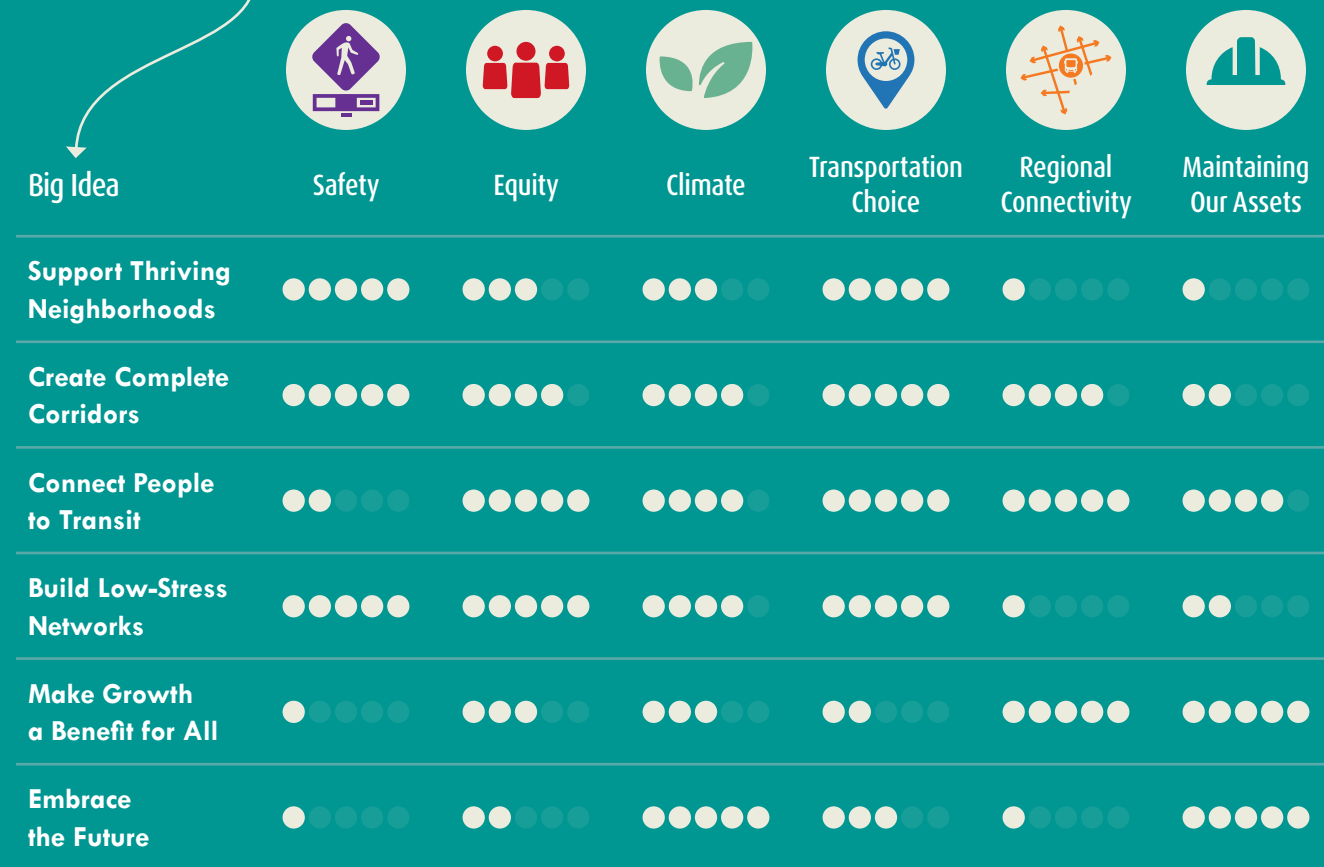 Big Idea
Safety
Equity
Climate
Transportation
Choice
Regional
Connectivity
Maintaining
Our Assets
Support Thriving
Neighborhoods
Create Complete
Corridors
Connect People
to Transit
Build Low-Stress
Networks
Make Growth
a Benefit for All
Embrace
the Future